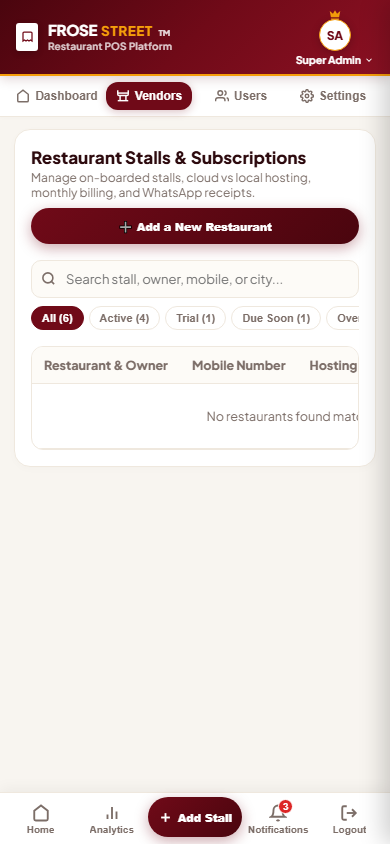 FROSE STREET TM
Restaurant POS Platform
SA
Super Admin
Dashboard
Vendors
Users
Settings
Restaurant Stalls & Subscriptions
Manage on-boarded stalls, cloud vs local hosting,
monthly billing, and WhatsApp receipts.
Add a New Restaurant
Search stall, owner, mobile, or city...
All (6)
Active (4)
Trial (1)
Due Soon (1)
Restaurant & Owner
Mobile Number
Hosting
No restaurants found
Home
Analytics
Add Stall
3
Notifications
Logout